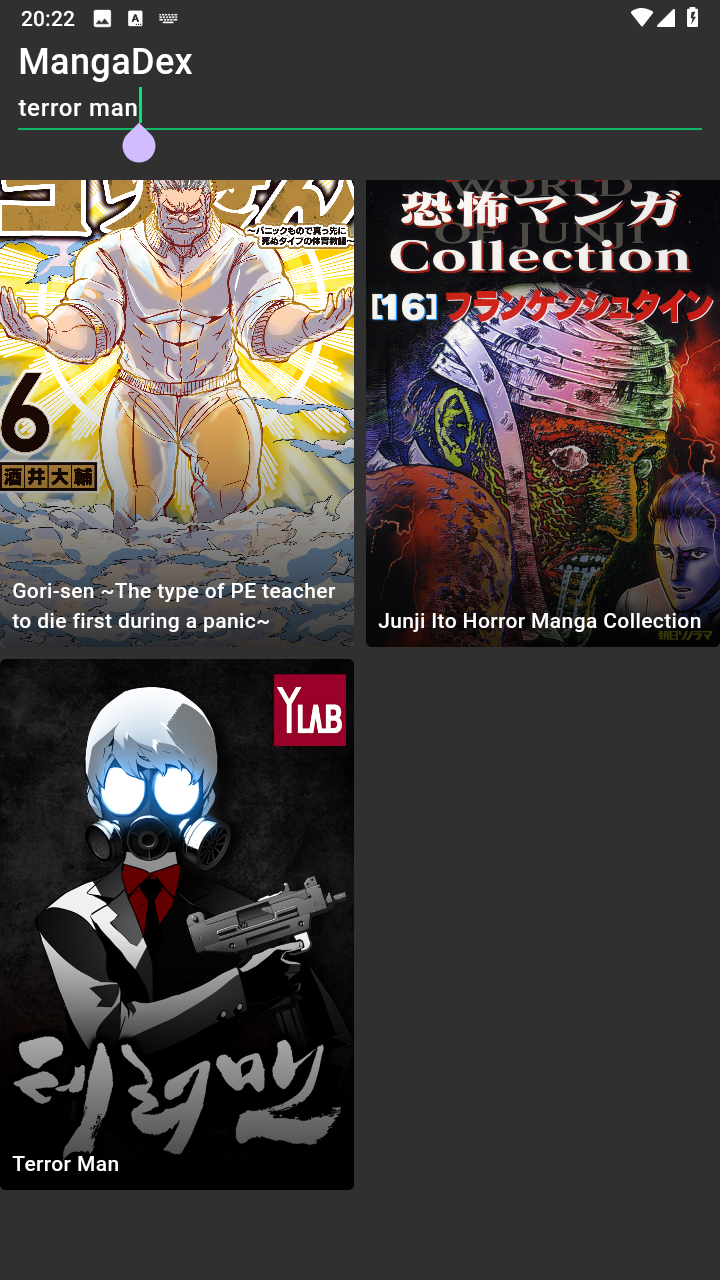 20:22
MangaDex
terror man
ゴリせん
~パニックもので真っ先に
死ぬタイプの体育教師~
6
酒井大輔
Gori-sen ~The type of PE teacher
to die first during a panic~
WORLD
OF JUNJI
恐怖マンガ
Collection
[16] フランケンシュタイン
朝日ソノラマ
Junji Ito Horror Manga Collection
YLAB
테러맨
Terror Man